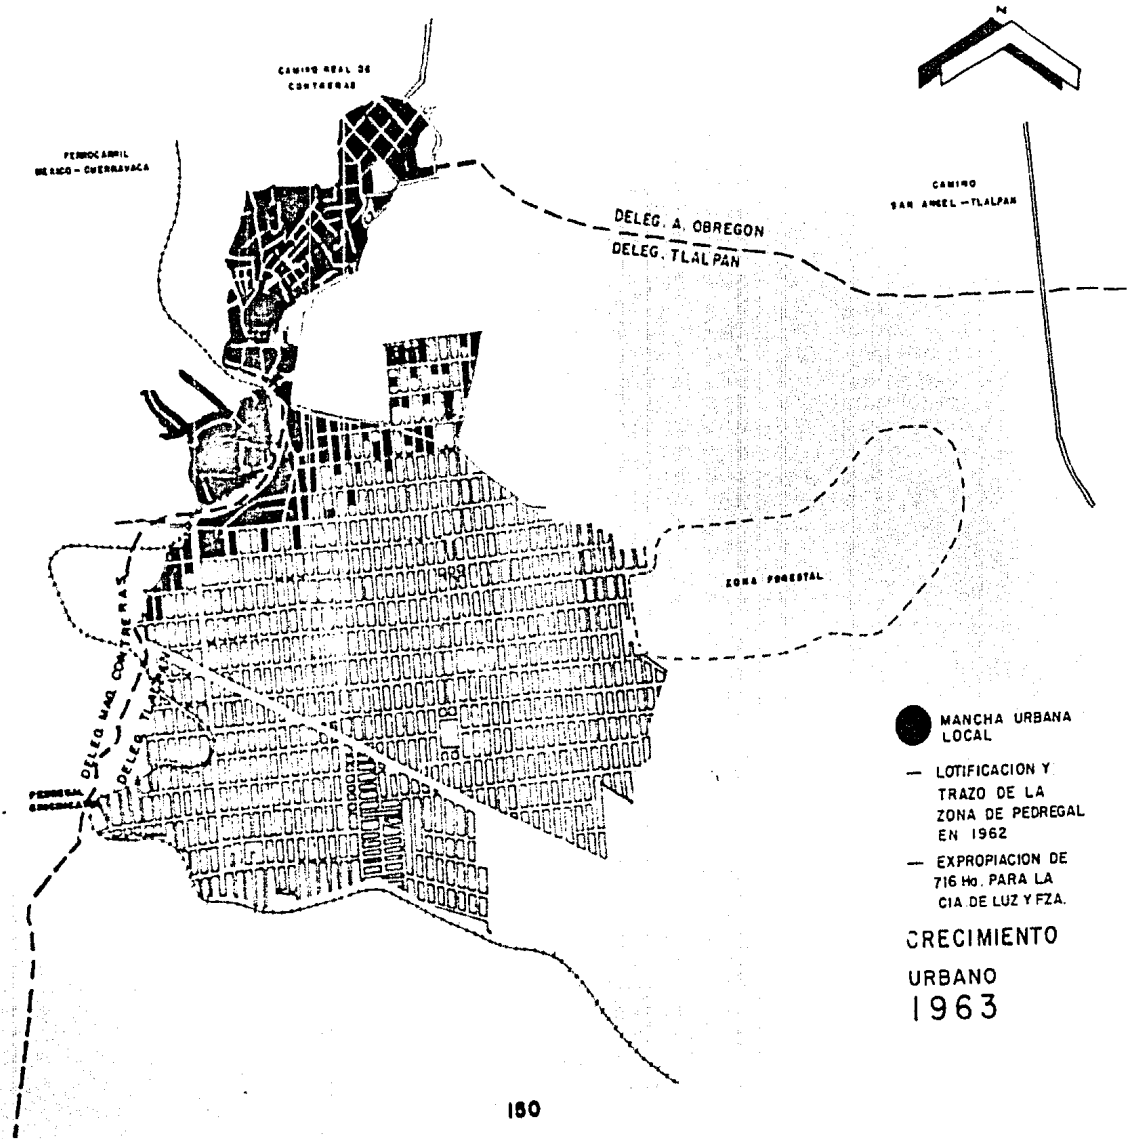 N
CAMINO REAL DE
CONTRERAS
FERROCARRIL
MEXICO - CUERNAVACA
CAMINO
SAN ANGEL - TLALPAN
DELEG. A. OBREGON
DELEG. TLALPAN
ZONA FORESTAL
DELEG. MAG. CONTRERAS
DELEG. TLALPAN
PEDREGAL
MANCHA URBANA
LOCAL
— LOTIFICACION Y
TRAZO DE LA
ZONA DE PEDREGAL
EN 1962
— EXPROPIACION DE
716 Ha. PARA LA
CIA. DE LUZ Y FZA.
CRECIMIENTO
URBANO
1963
150